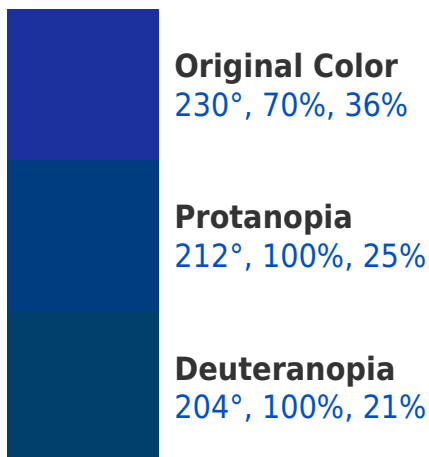 Original Color
230°, 70%, 36%
Protanopia
212°, 100%, 25%
Deuteranopia
204°, 100%, 21%